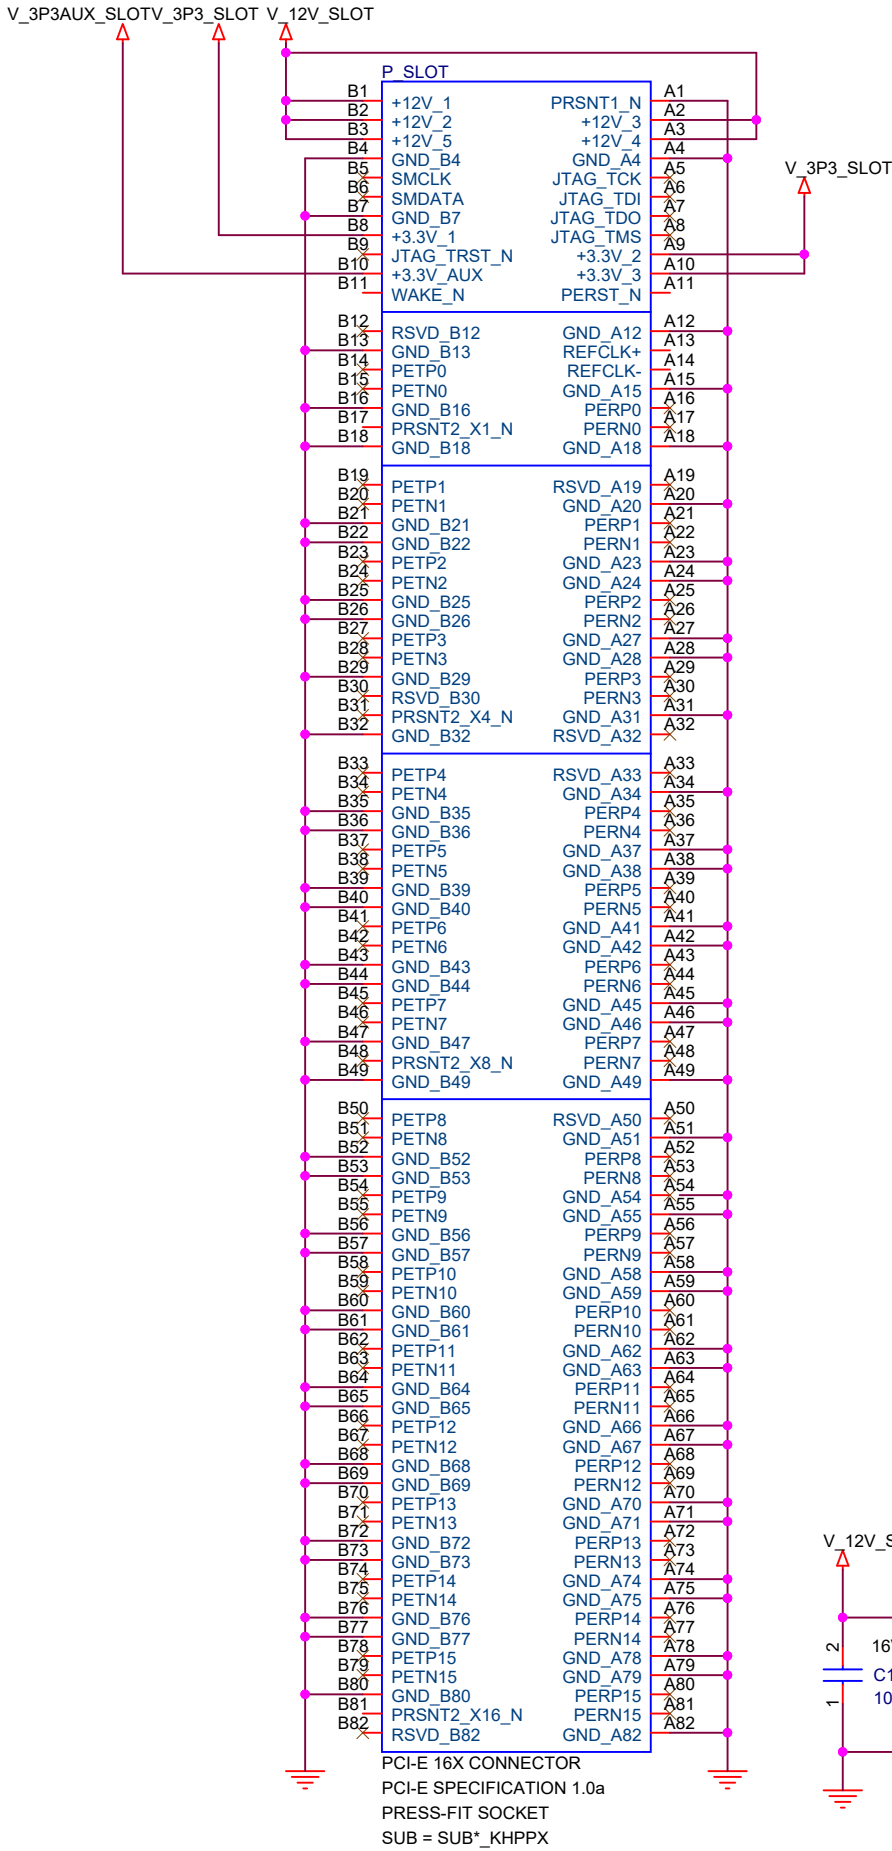 V_3P3AUX_SLOT V_3P3_SLOT V_12V_SLOT
P_SLOT
B1 +12V_1 PRSNT1_N A1
B2 +12V_2 +12V_3 A2
B3 +12V_5 +12V_4 A3
B4 GND_B4 GND_A4 A4
B5 SMCLK JTAG_TCK A5
V_3P3_SLOT
B6 SMDATA JTAG_TDI A6
B7 GND_B7 JTAG_TDO A7
B8 +3.3V_1 JTAG_TMS A8
B9 JTAG_TRST_N +3.3V_2 A9
B10 +3.3V_AUX +3.3V_3 A10
B11 WAKE_N PERST_N A11
B12 RSVD_B12 GND_A12 A12
B13 GND_B13 REFCLK+ A13
B14 PETP0 REFCLK- A14
B15 PETN0 GND_A15 A15
B16 GND_B16 PERP0 A16
B17 PRSNT2_X1_N PERN0 A17
B18 GND_B18 GND_A18 A18
B19 PETP1 RSVD_A19 A19
B20 PETN1 GND_A20 A20
B21 GND_B21 PERP1 A21
B22 GND_B22 PERN1 A22
B23 PETP2 GND_A23 A23
B24 PETN2 GND_A24 A24
B25 GND_B25 PERP2 A25
B26 GND_B26 PERN2 A26
B27 PETP3 GND_A27 A27
B28 PETN3 GND_A28 A28
B29 GND_B29 PERP3 A29
B30 RSVD_B30 PERN3 A30
B31 PRSNT2_X4_N GND_A31 A31
B32 GND_B32 RSVD_A32 A32
B33 PETP4 RSVD_A33 A33
B34 PETN4 GND_A34 A34
B35 GND_B35 PERP4 A35
B36 GND_B36 PERN4 A36
B37 PETP5 GND_A37 A37
B38 PETN5 GND_A38 A38
B39 GND_B39 PERP5 A39
B40 GND_B40 PERN5 A40
B41 PETP6 GND_A41 A41
B42 PETN6 GND_A42 A42
B43 GND_B43 PERP6 A43
B44 GND_B44 PERN6 A44
B45 PETP7 GND_A45 A45
B46 PETN7 GND_A46 A46
B47 GND_B47 PERP7 A47
B48 PRSNT2_X8_N PERN7 A48
B49 GND_B49 GND_A49 A49
B50 PETP8 RSVD_A50 A50
B51 PETN8 GND_A51 A51
B52 GND_B52 PERP8 A52
B53 GND_B53 PERN8 A53
B54 PETP9 GND_A54 A54
B55 PETN9 GND_A55 A55
B56 GND_B56 PERP9 A56
B57 GND_B57 PERN9 A57
B58 PETP10 GND_A58 A58
B59 PETN10 GND_A59 A59
B60 GND_B60 PERP10 A60
B61 GND_B61 PERN10 A61
B62 PETP11 GND_A62 A62
B63 PETN11 GND_A63 A63
B64 GND_B64 PERP11 A64
B65 GND_B65 PERN11 A65
B66 PETP12 GND_A66 A66
B67 PETN12 GND_A67 A67
B68 GND_B68 PERP12 A68
B69 GND_B69 PERN12 A69
B70 PETP13 GND_A70 A70
B71 PETN13 GND_A71 A71
B72 GND_B72 PERP13 A72
B73 GND_B73 PERN13 A73
B74 PETP14 GND_A74 A74
B75 PETN14 GND_A75 A75
B76 GND_B76 PERP14 A76
B77 GND_B77 PERN14 A77
B78 PETP15 GND_A78 A78
B79 PETN15 GND_A79 A79
B80 GND_B80 PERP15 A80
B81 PRSNT2_X16_N PERN15 A81
B82 RSVD_B82 GND_A82 A82
PCI-E 16X CONNECTOR
PCI-E SPECIFICATION 1.0a
PRESS-FIT SOCKET
SUB = SUB*_KHPPX
2
1